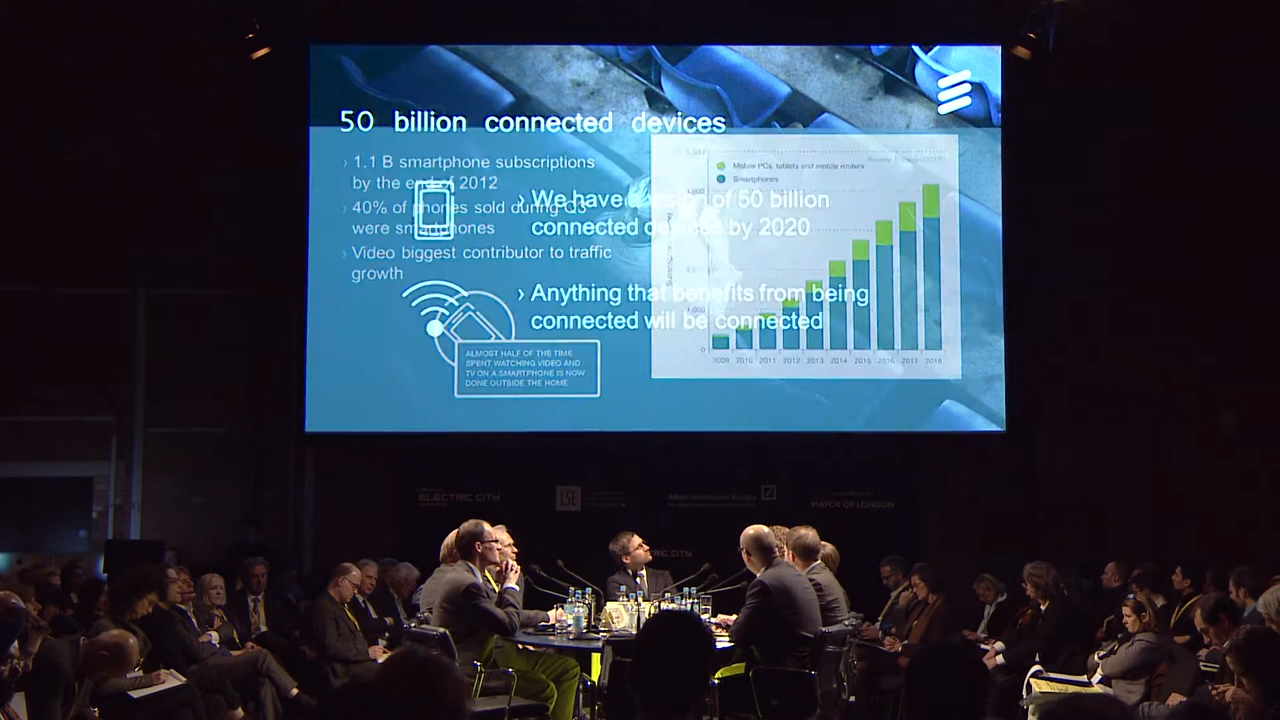 50 billion connected devices
› 1.1 B smartphone subscriptions
by the end of 2012
› 40% of phones sold during Q3
were smartphones
› Video biggest contributor to traffic
growth
› We have a vision of 50 billion
connected devices by 2020
› Anything that benefits from being
connected will be connected
ALMOST HALF OF THE TIME
SPENT WATCHING VIDEO AND
TV ON A SMARTPHONE IS NOW
DONE OUTSIDE THE HOME
Mobile PCs, tablets and mobile routers
Smartphones
2009 2010 2011 2012 2013 2014 2015 2016 2017 2018
ELECTRIC CITY
LSE
MAYOR OF LONDON
ELECTRIC CITY